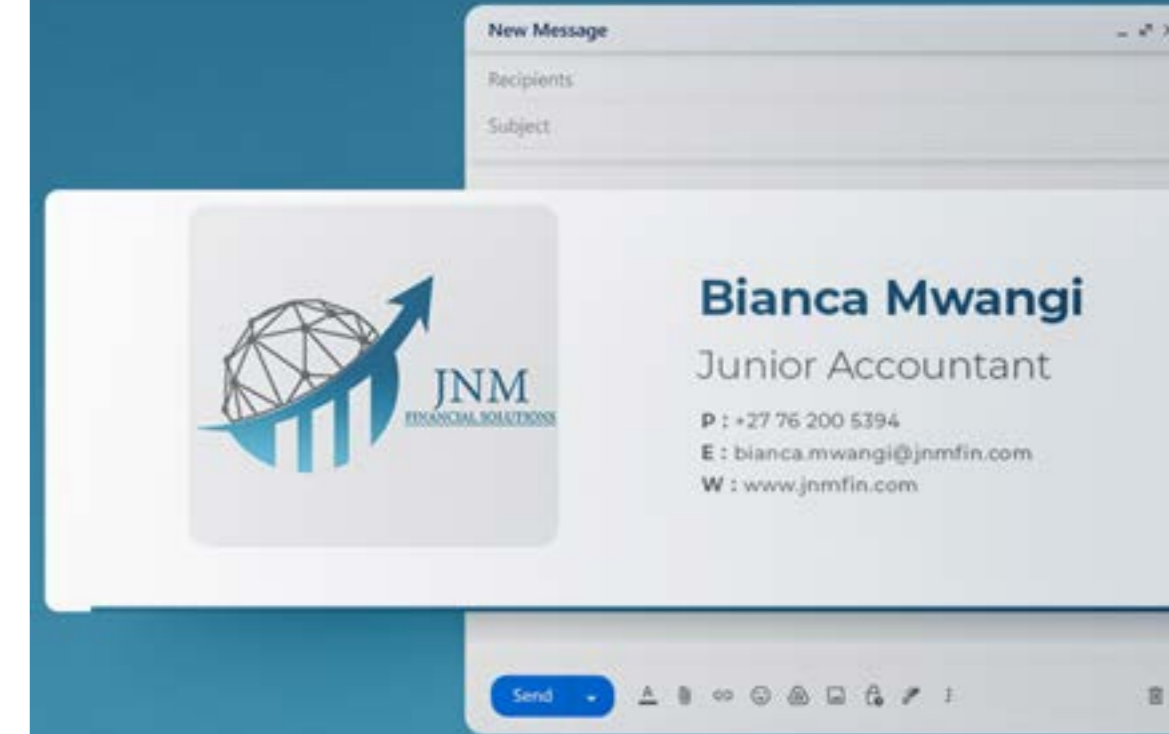 New Message
Recipients
Subject
JNM
FINANCIAL SOLUTIONS
Bianca Mwangi
Junior Accountant
P : +27 76 200 5394
E : bianca.mwangi@jnmfin.com
W : www.jnmfin.com
Send